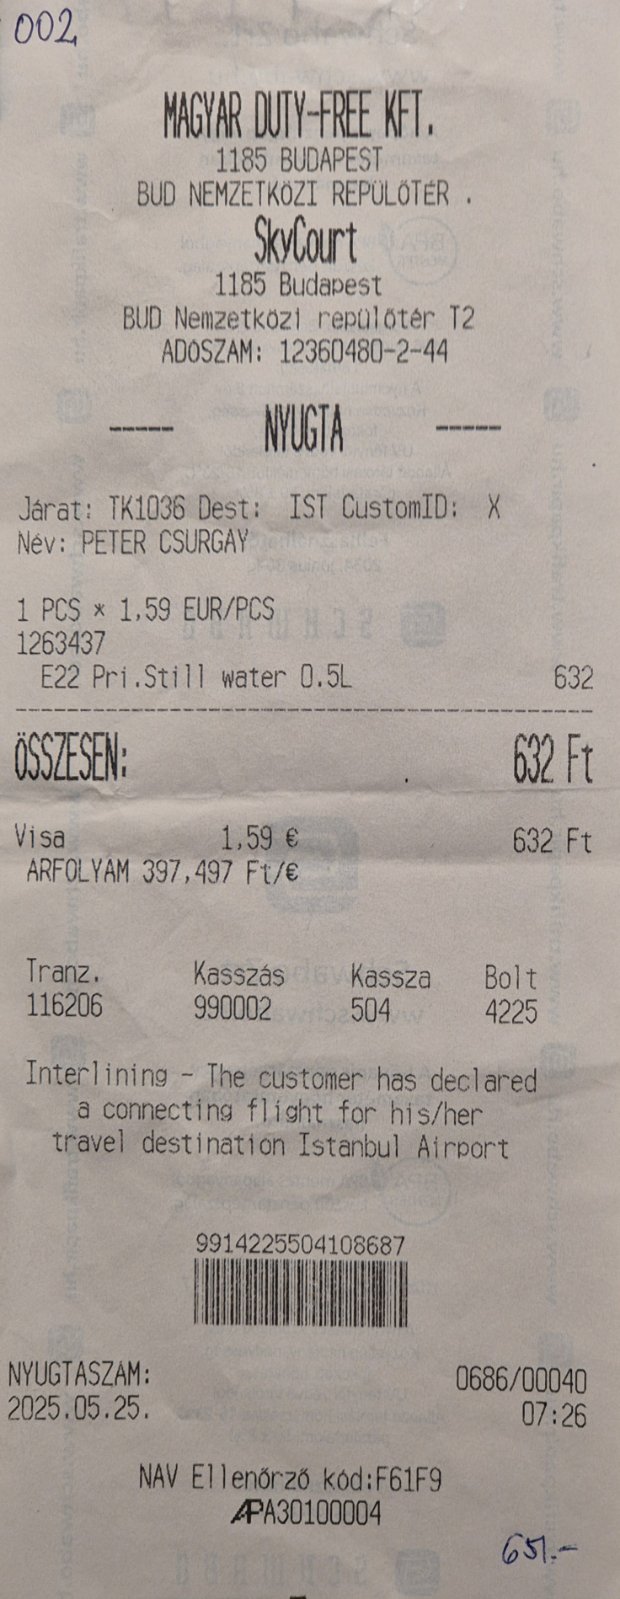 002
MAGYAR DUTY-FREE KFT.
1185 BUDAPEST
BUD NEMZETKÖZI REPÜLŐTÉR .
SkyCourt
1185 Budapest
BUD Nemzetközi repülőtér T2
ADÓSZÁM: 12360480-2-44
----- NYUGTA -----
Járat: TK1036 Dest: IST CustomID: X
Név: PETER CSURGAY
1 PCS * 1,59 EUR/PCS
1263437
E22 Pri.Still water 0.5L 632
ÖSSZESEN: 632 Ft
Visa 1,59 € 632 Ft
ÁRFOLYAM 397,497 Ft/€
Tranz. Kasszás Kassza Bolt
116206 990002 504 4225
Interlining - The customer has declared
a connecting flight for his/her
travel destination Istanbul Airport
9914225504108687
NYUGTASZÁM: 0686/00040
2025.05.25. 07:26
NAV Ellenőrző kód:F61F9
APA30100004
651.-